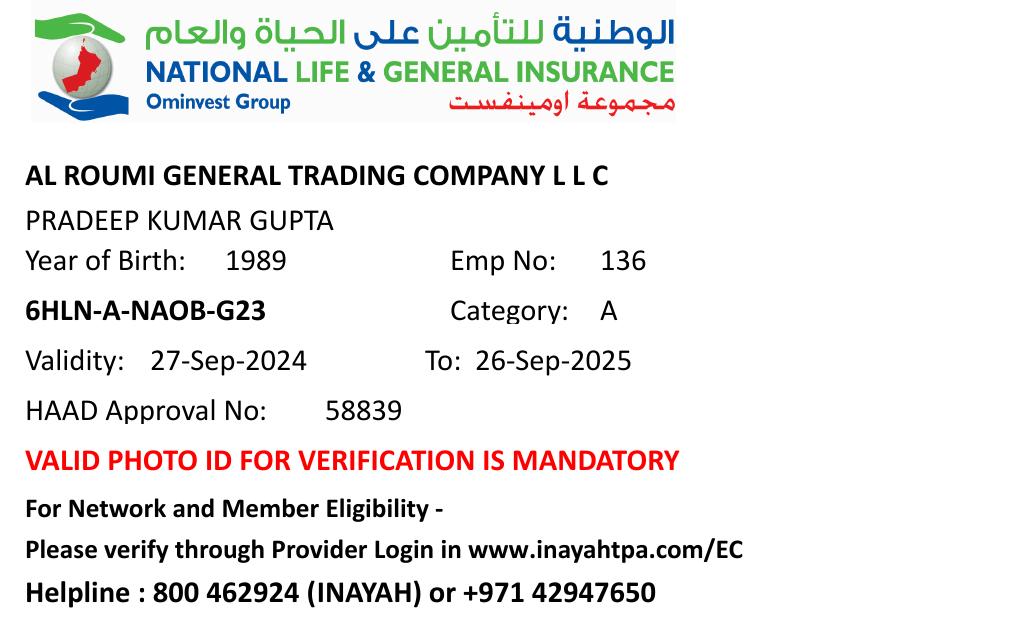 الوطنية للتأمين على الحياة والعام
NATIONAL LIFE & GENERAL INSURANCE
Ominvest Group مجموعة اومينفست
AL ROUMI GENERAL TRADING COMPANY L L C
PRADEEP KUMAR GUPTA
Year of Birth: 1989 Emp No: 136
6HLN-A-NAOB-G23 Category: A
Validity: 27-Sep-2024 To: 26-Sep-2025
HAAD Approval No: 58839
VALID PHOTO ID FOR VERIFICATION IS MANDATORY
For Network and Member Eligibility -
Please verify through Provider Login in www.inayahtpa.com/EC
Helpline : 800 462924 (INAYAH) or +971 42947650